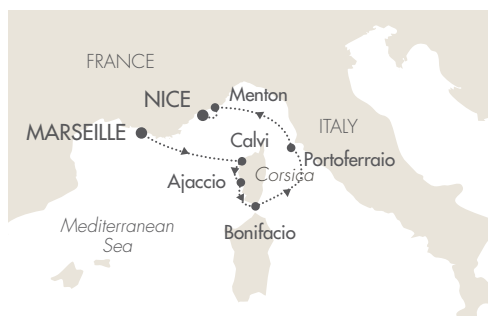 FRANCE
NICE
Menton
MARSEILLE
ITALY
Calvi
Portoferraio
Ajaccio
Corsica
Mediterranean
Sea
Bonifacio